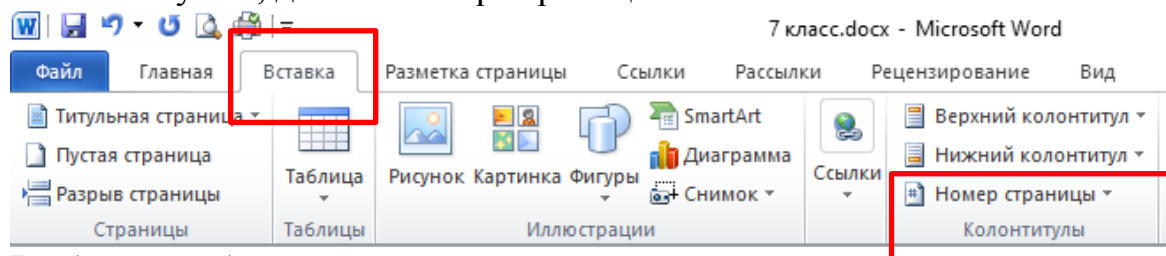 7 класс.docx - Microsoft Word
Файл Главная Вставка Разметка страницы Ссылки Рассылки Рецензирование Вид
Титульная страница
Пустая страница
Разрыв страницы
Страницы
Таблица
Таблицы
Рисунок Картинка Фигуры
SmartArt
Диаграмма
Снимок
Иллюстрации
Ссылки
Верхний колонтитул
Нижний колонтитул
Номер страницы
Колонтитулы